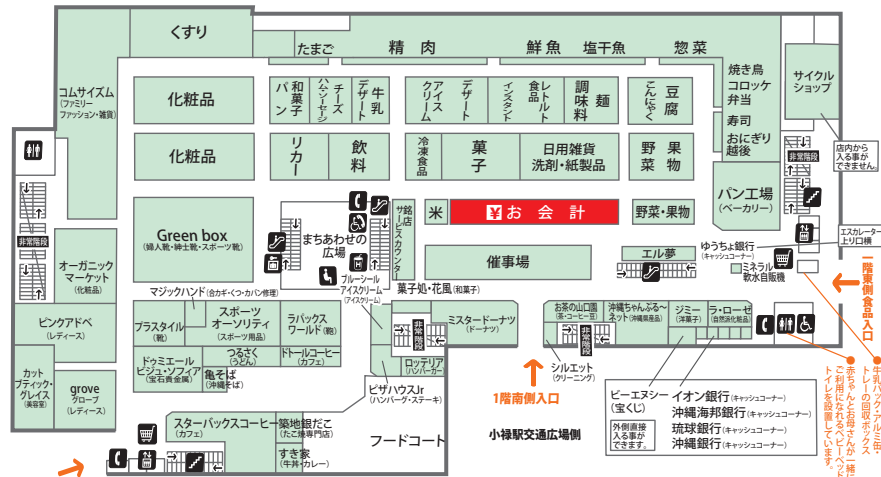 くすり
たまご
精肉
鮮魚
塩干魚
惣菜
コムサイズム
(ファミリー
ファッション・雑貨)
化粧品
パン
和菓子
ハム・ソーセージ
チーズ
デザート
牛乳
アイス
クリーム
デザート
インスタント
レトルト
食品
調味料
麺
こんにゃく
豆腐
焼き鳥
コロッケ
弁当
寿司
おにぎり
越後
サイクル
ショップ
店内から
入る事が
できません。
非常階段
化粧品
リカー
飲料
冷凍食品
菓子
日用雑貨
洗剤・紙製品
野菜
果物
パン工場
(ベーカリー)
非常階段
Green box
(婦人靴・紳士靴・スポーツ靴)
まちあわせの
広場
銘店
サービスカウンター
米
¥お会計
野菜・果物
エスカレーター
上り口横
オーガニック
マーケット
(化粧品)
催事場
エル夢
ゆうちょ銀行
(キャッシュコーナー)
ミネラル
軟水自販機
一階東側食品入口
ブルーシール
アイスクリーム
(アイスクリーム)
菓子処・花風(和菓子)
マジックハンド(合カギ・くつ・カバン修理)
ピンクアドベ
(レディース)
プラスタイル
(靴)
スポーツ
オーソリティ
(スポーツ用品)
ラパックス
ワールド(鞄)
非常階段
ミスタードーナツ
(ドーナツ)
お茶の山口園
(茶・コーヒー豆)
沖縄ちゃんぷる〜
ネット(沖縄県産品)
ジミー
(洋菓子)
ラ・ローゼ
(自然派化粧品)
非常階段
カット
ブティック・
グレイス
(美容室)
grove
グローブ
(レディース)
ドゥミエール
ビジュ・ソフィア
(宝石貴金属)
つるさく
(うどん)
亀そば
(沖縄そば)
ドトールコーヒー
(カフェ)
ロッテリア
(ハンバーガー)
ピザハウスJr
(ハンバーグ・ステーキ)
シルエット
(クリーニング)
1階南側入口
小禄駅交通広場側
スターバックスコーヒー
(カフェ)
築地銀だこ
(たこ焼専門店)
すき家
(牛丼・カレー)
フードコート
ピーエヌシー
(宝くじ)
外側直接
入る事が
できます。
イオン銀行(キャッシュコーナー)
沖縄海邦銀行(キャッシュコーナー)
琉球銀行(キャッシュコーナー)
沖縄銀行(キャッシュコーナー)
牛乳パック・アルミ缶・
トレーの回収ボックス
赤ちゃんとお母さんが一緒に
ご利用になれるベビーベッド
トイレを設置しています。